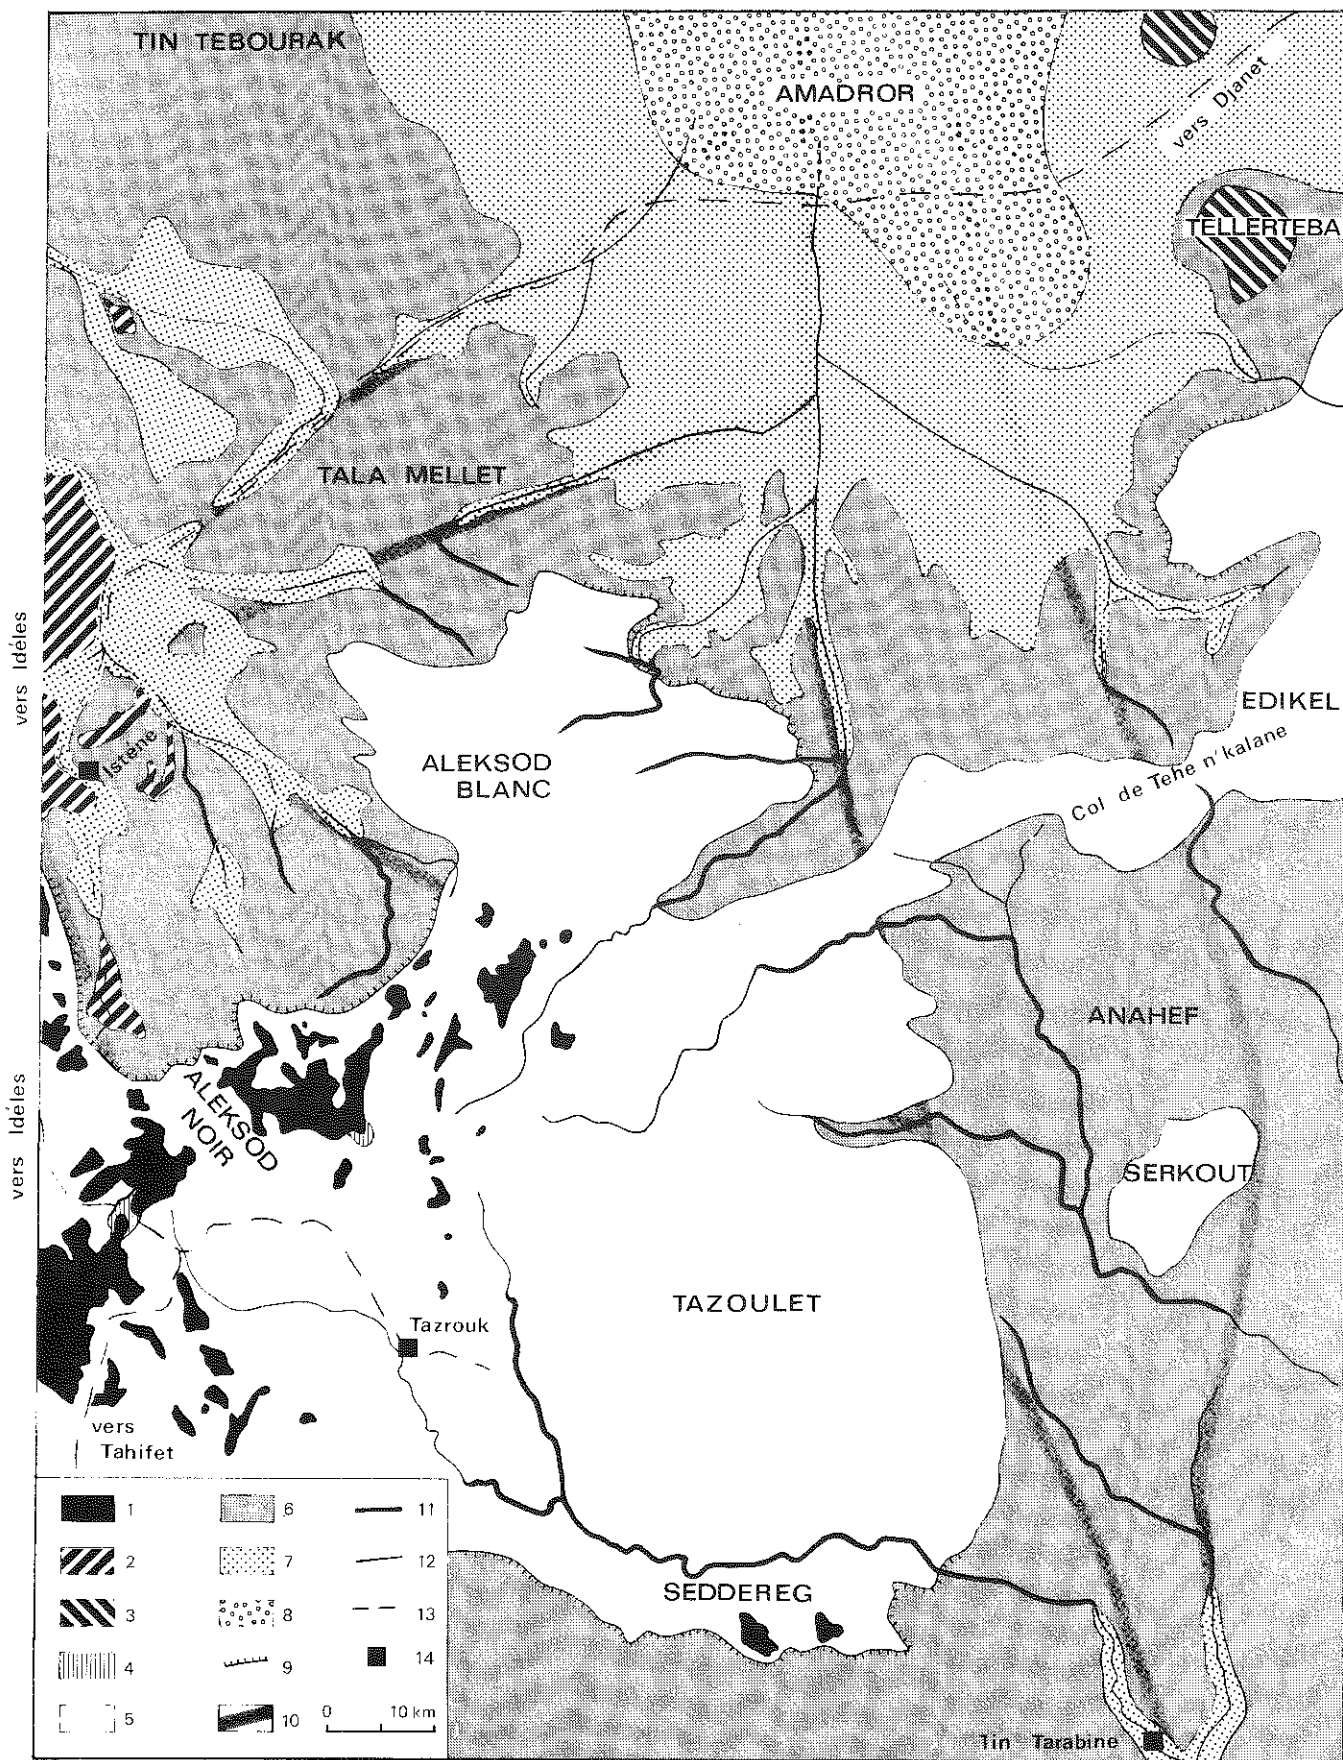 TIN TEBOURAK
AMADROR
vers Djanet
TELLERTEBA
TALA MELLET
vers Idéles
EDIKEL
Istène
ALEKSOD
BLANC
Col de Tehe n'kalane
ANAHEF
vers Idéles
ALEKSOD
NOIR
SERKOUT
TAZOULET
Tazrouk
vers
Tahifet
SEDDEREG
Tin Tarabine
1
2
3
4
5
6
7
8
9
10
11
12
13
14
0 10 km